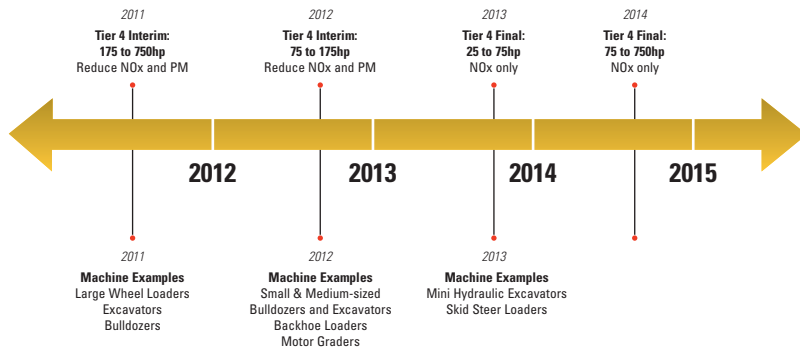 2011
Tier 4 Interim:
175 to 750hp
Reduce NOx and PM
2012
Tier 4 Interim:
75 to 175hp
Reduce NOx and PM
2013
Tier 4 Final:
25 to 75hp
NOx only
2014
Tier 4 Final:
75 to 750hp
NOx only
2012
2013
2014
2015
2011
Machine Examples
Large Wheel Loaders
Excavators
Bulldozers
2012
Machine Examples
Small & Medium-sized
Bulldozers and Excavators
Backhoe Loaders
Motor Graders
2013
Machine Examples
Mini Hydraulic Excavators
Skid Steer Loaders